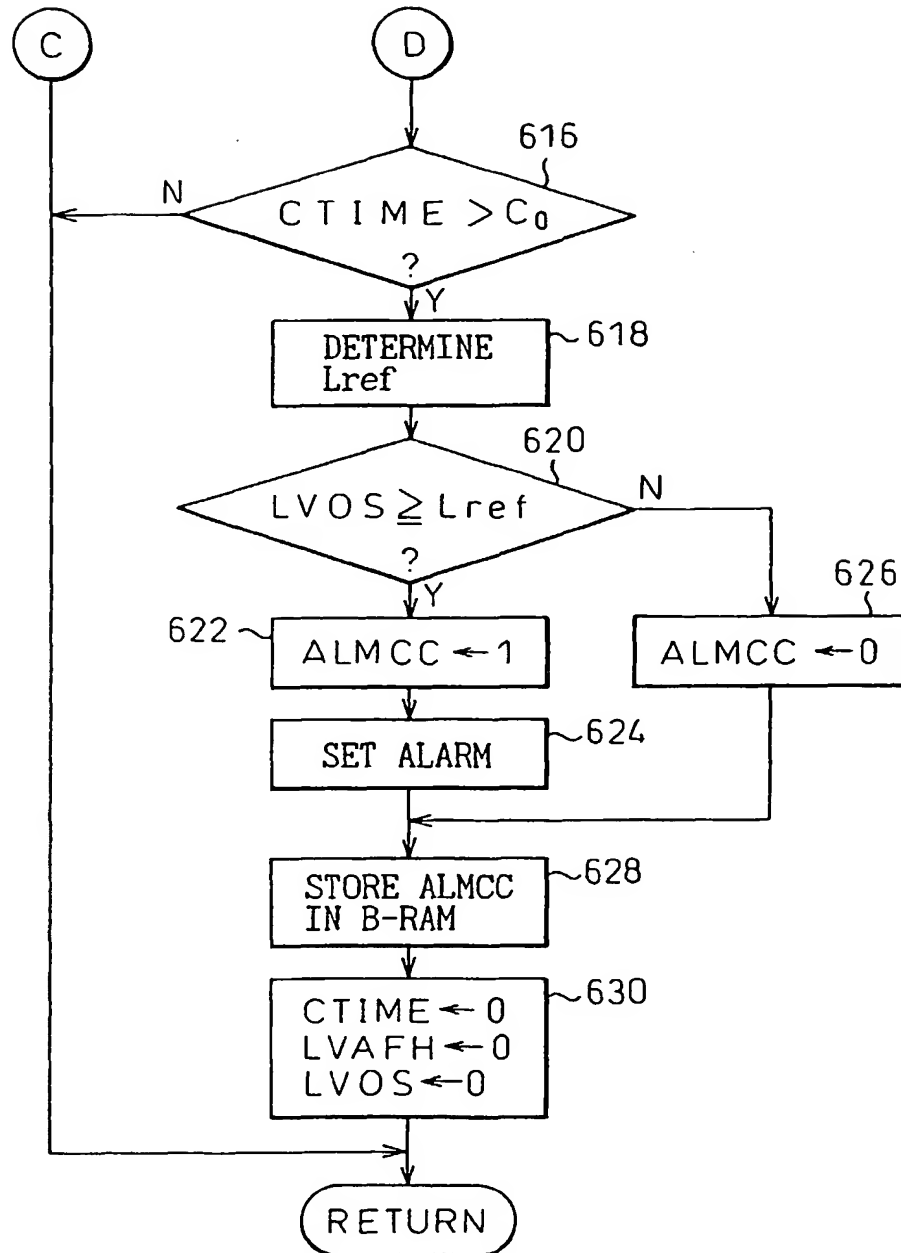 C
D
616
N
CTIME > C₀
?
Y
DETERMINE
Lref
618
620
N
LVOS ≧ Lref
?
Y
626
622
ALMCC ← 1
ALMCC ← 0
SET ALARM
624
STORE ALMCC
IN B-RAM
628
630
CTIME ← 0
LVAFH ← 0
LVOS ← 0
RETURN